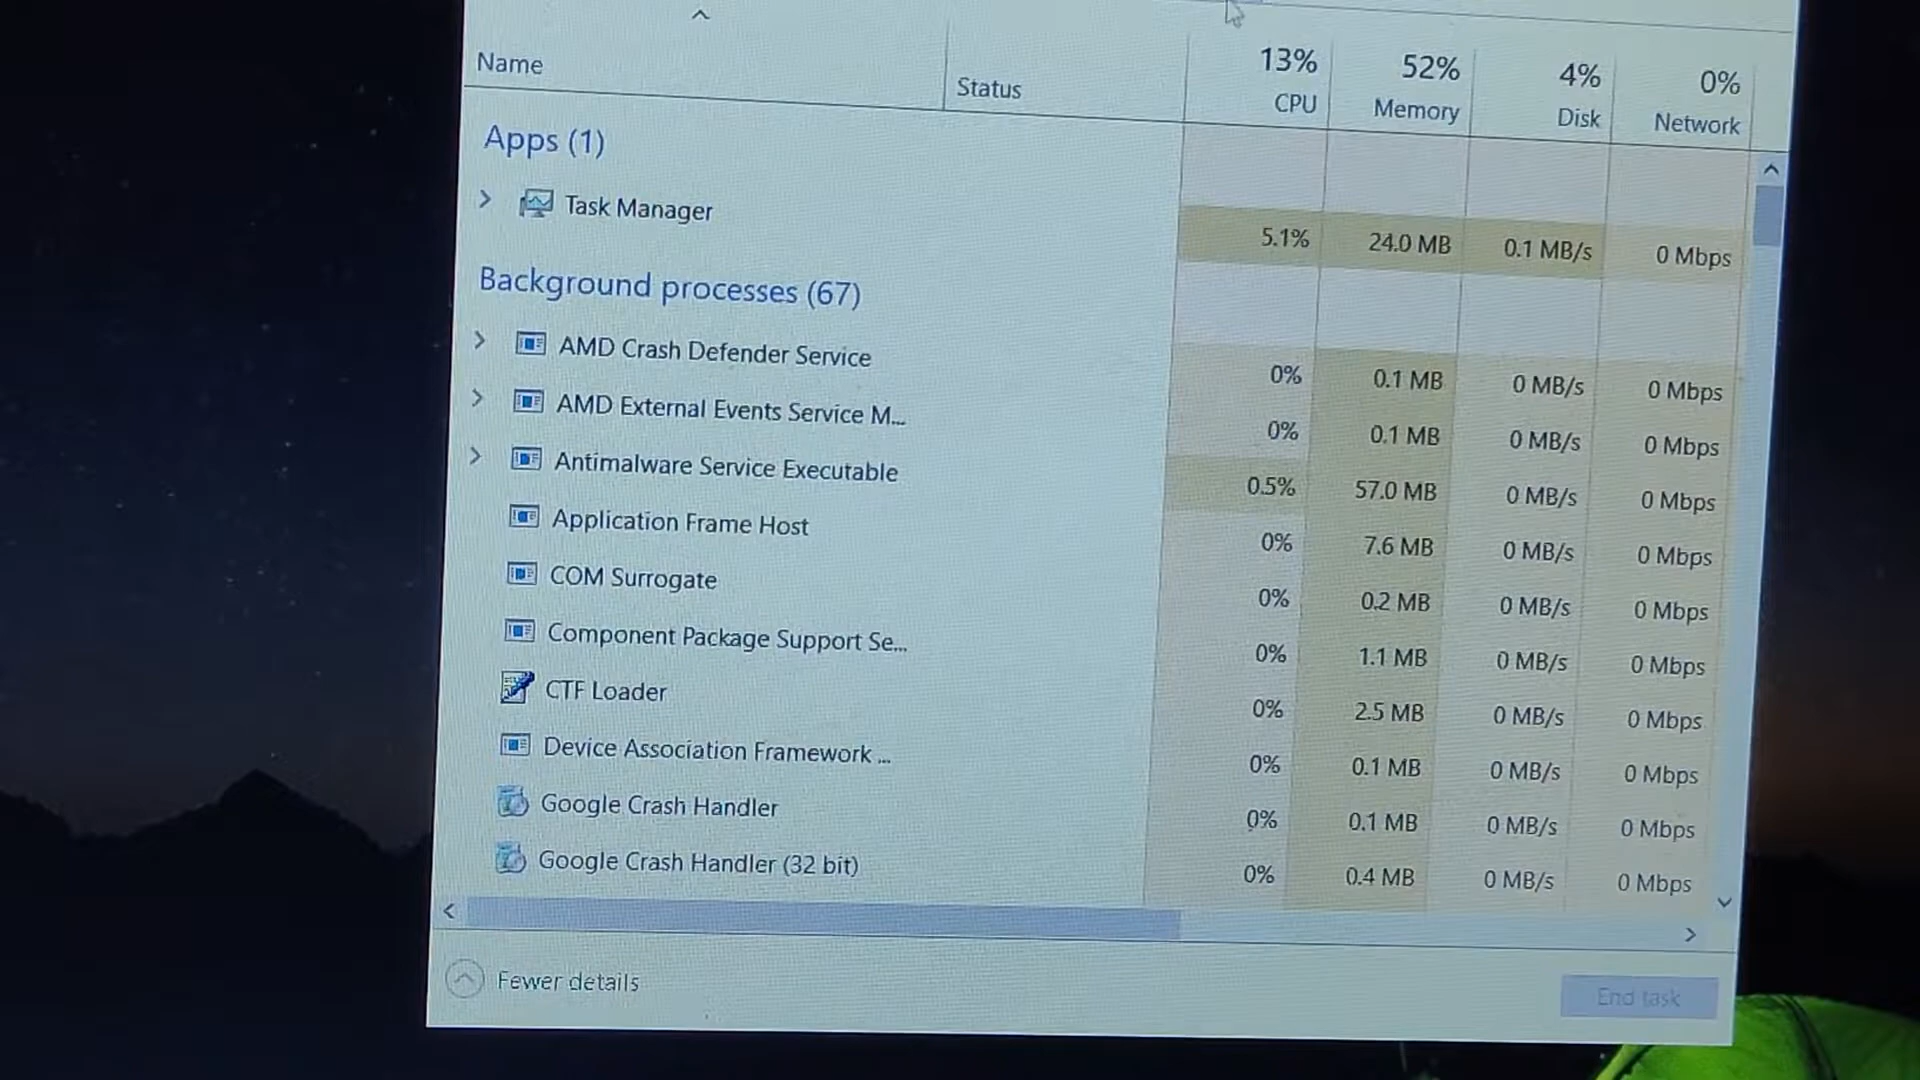 Name Status 13% CPU 52% Memory 4% Disk 0% Network
Apps (1)
Task Manager 5.1% 24.0 MB 0.1 MB/s 0 Mbps
Background processes (67)
AMD Crash Defender Service 0% 0.1 MB 0 MB/s 0 Mbps
AMD External Events Service M... 0% 0.1 MB 0 MB/s 0 Mbps
Antimalware Service Executable 0.5% 57.0 MB 0 MB/s 0 Mbps
Application Frame Host 0% 7.6 MB 0 MB/s 0 Mbps
COM Surrogate 0% 0.2 MB 0 MB/s 0 Mbps
Component Package Support Se... 0% 1.1 MB 0 MB/s 0 Mbps
CTF Loader 0% 2.5 MB 0 MB/s 0 Mbps
Device Association Framework ... 0% 0.1 MB 0 MB/s 0 Mbps
Google Crash Handler 0% 0.1 MB 0 MB/s 0 Mbps
Google Crash Handler (32 bit) 0% 0.4 MB 0 MB/s 0 Mbps
Fewer details End task